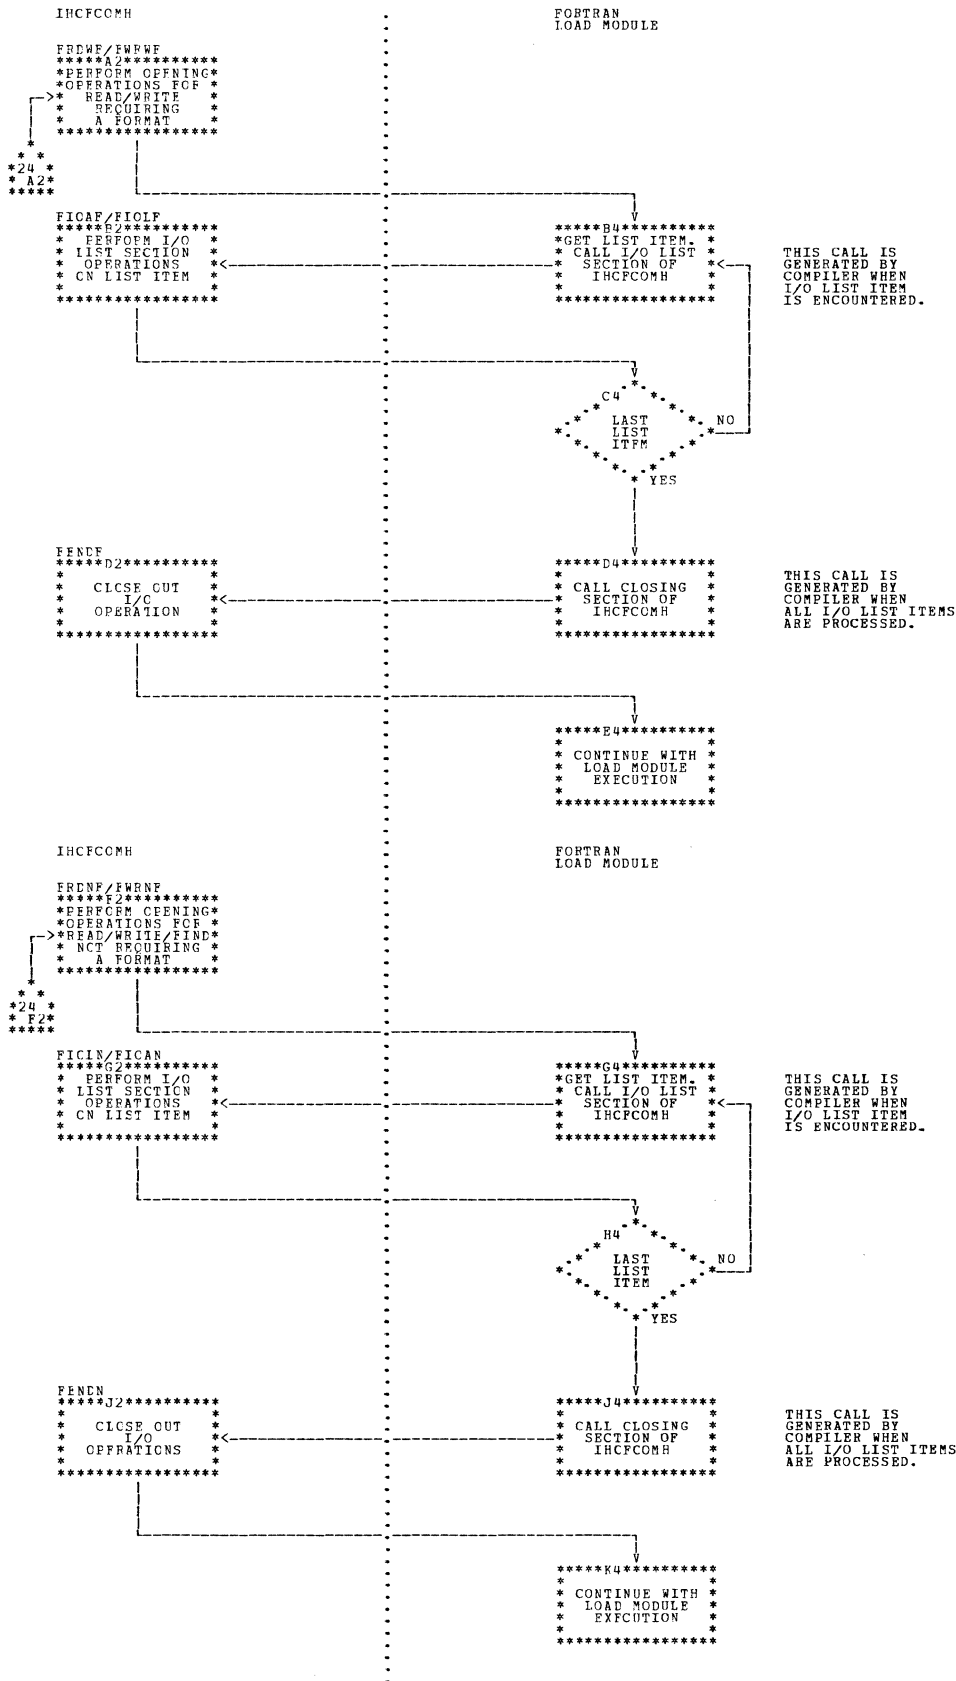 IHCFCOMH
FORTRAN
LOAD MODULE
FRDWF/FWRWF
*****A2**********
*PERFORM OPENING*
*OPERATIONS FOR *
* READ/WRITE *
* REQUIRING *
* A FORMAT *
*****************
*
* *
*24 *
* A2*
*****
FIOAF/FIOLF
*****B2**********
* PERFORM I/O *
* LIST SECTION *
* OPERATIONS *
* ON LIST ITEM *
* *
*****************
*****B4**********
*GET LIST ITEM. *
* CALL I/O LIST *
* SECTION OF *
* IHCFCOMH *
* *
*****************
THIS CALL IS
GENERATED BY
COMPILER WHEN
I/O LIST ITEM
IS ENCOUNTERED.
C4
LAST
LIST
ITEM
NO
YES
FENDF
*****D2**********
* *
* CLOSE OUT *
* I/O *
* OPERATION *
* *
*****************
*****D4**********
* *
* CALL CLOSING *
* SECTION OF *
* IHCFCOMH *
* *
*****************
THIS CALL IS
GENERATED BY
COMPILER WHEN
ALL I/O LIST ITEMS
ARE PROCESSED.
*****E4**********
* *
* CONTINUE WITH *
* LOAD MODULE *
* EXECUTION *
* *
*****************
IHCFCOMH
FORTRAN
LOAD MODULE
FRDNF/FWRNF
*****F2**********
*PERFORM OPENING*
*OPERATIONS FOR *
*READ/WRITE/FIND*
* NOT REQUIRING *
* A FORMAT *
*****************
*
* *
*24 *
* F2*
*****
FIOLN/FIOAN
*****G2**********
* PERFORM I/O *
* LIST SECTION *
* OPERATIONS *
* ON LIST ITEM *
* *
*****************
*****G4**********
*GET LIST ITEM. *
* CALL I/O LIST *
* SECTION OF *
* IHCFCOMH *
* *
*****************
THIS CALL IS
GENERATED BY
COMPILER WHEN
I/O LIST ITEM
IS ENCOUNTERED.
H4
LAST
LIST
ITEM
NO
YES
FENDN
*****J2**********
* *
* CLOSE OUT *
* I/O *
* OPERATIONS *
* *
*****************
*****J4**********
* *
* CALL CLOSING *
* SECTION OF *
* IHCFCOMH *
* *
*****************
THIS CALL IS
GENERATED BY
COMPILER WHEN
ALL I/O LIST ITEMS
ARE PROCESSED.
*****K4**********
* *
* CONTINUE WITH *
* LOAD MODULE *
* EXECUTION *
* *
*****************